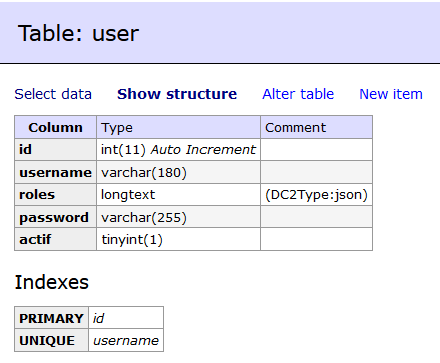 Table: user
Select data Show structure Alter table New item
Column Type Comment
id int(11) Auto Increment
username varchar(180)
roles longtext (DC2Type:json)
password varchar(255)
actif tinyint(1)
Indexes
PRIMARY id
UNIQUE username